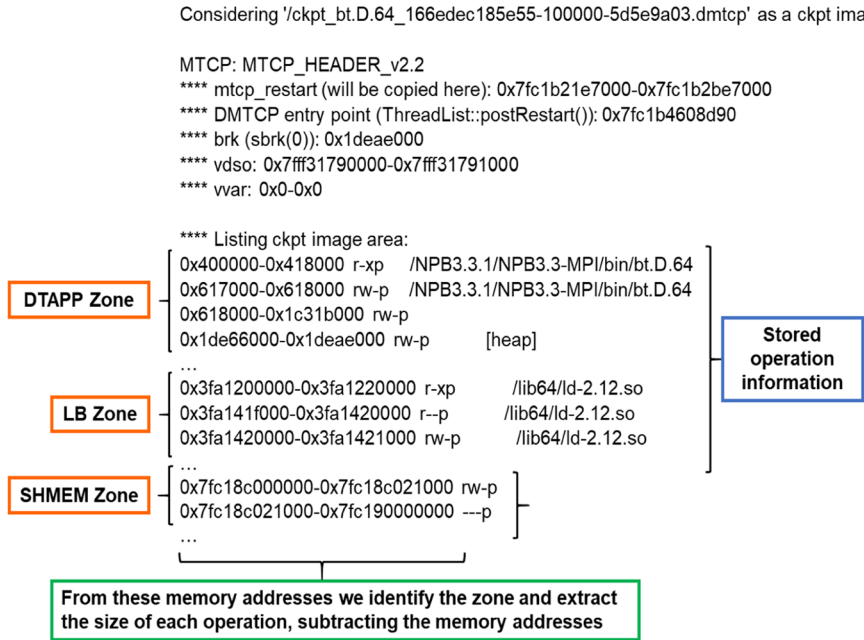 Considering '/ckpt_bt.D.64_166edec185e55-100000-5d5e9a03.dmtcp' as a ckpt ima
MTCP: MTCP_HEADER_v2.2
**** mtcp_restart (will be copied here): 0x7fc1b21e7000-0x7fc1b2be7000
**** DMTCP entry point (ThreadList::postRestart()): 0x7fc1b4608d90
**** brk (sbrk(0)): 0x1deae000
**** vdso: 0x7fff31790000-0x7fff31791000
**** vvar: 0x0-0x0
**** Listing ckpt image area:
DTAPP Zone
0x400000-0x418000 r-xp /NPB3.3.1/NPB3.3-MPI/bin/bt.D.64
0x617000-0x618000 rw-p /NPB3.3.1/NPB3.3-MPI/bin/bt.D.64
0x618000-0x1c31b000 rw-p
0x1de66000-0x1deae000 rw-p [heap]
...
Stored
operation
information
LB Zone
0x3fa1200000-0x3fa1220000 r-xp /lib64/ld-2.12.so
0x3fa141f000-0x3fa1420000 r--p /lib64/ld-2.12.so
0x3fa1420000-0x3fa1421000 rw-p /lib64/ld-2.12.so
...
SHMEM Zone
0x7fc18c000000-0x7fc18c021000 rw-p
0x7fc18c021000-0x7fc190000000 ---p
...
From these memory addresses we identify the zone and extract
the size of each operation, subtracting the memory addresses